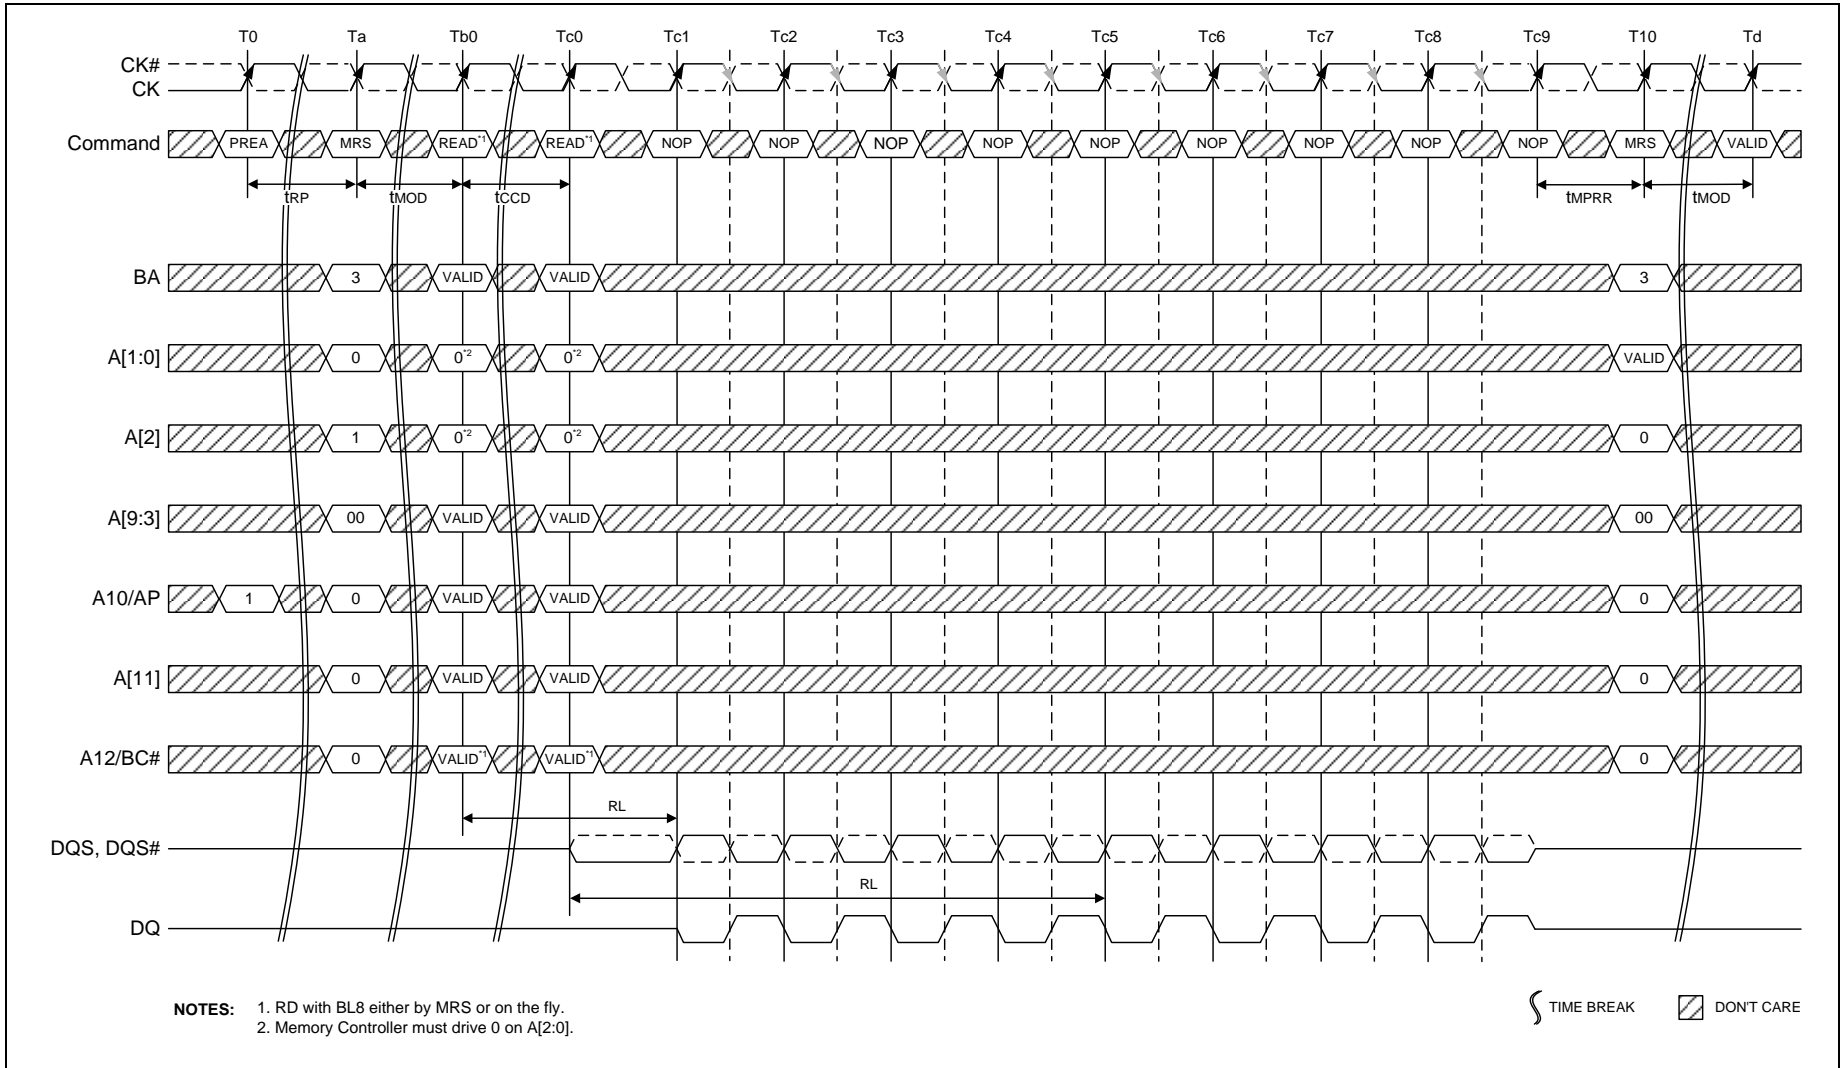 T0 Ta Tb0 Tc0 Tc1 Tc2 Tc3 Tc4 Tc5 Tc6 Tc7 Tc8 Tc9 T10 Td
CK#
CK
Command PREA MRS READ*1 READ*1 NOP NOP NOP NOP NOP NOP NOP NOP NOP MRS VALID
tRP tMOD tCCD tMPRR tMOD
BA 3 VALID VALID 3
A[1:0] 0 0*2 0*2 VALID
A[2] 1 0*2 0*2 0
A[9:3] 00 VALID VALID 00
A10/AP 1 0 VALID VALID 0
A[11] 0 VALID VALID 0
A12/BC# 0 VALID*1 VALID*1 0
RL
DQS, DQS#
RL
DQ
NOTES: 1. RD with BL8 either by MRS or on the fly.
2. Memory Controller must drive 0 on A[2:0].
TIME BREAK DON'T CARE